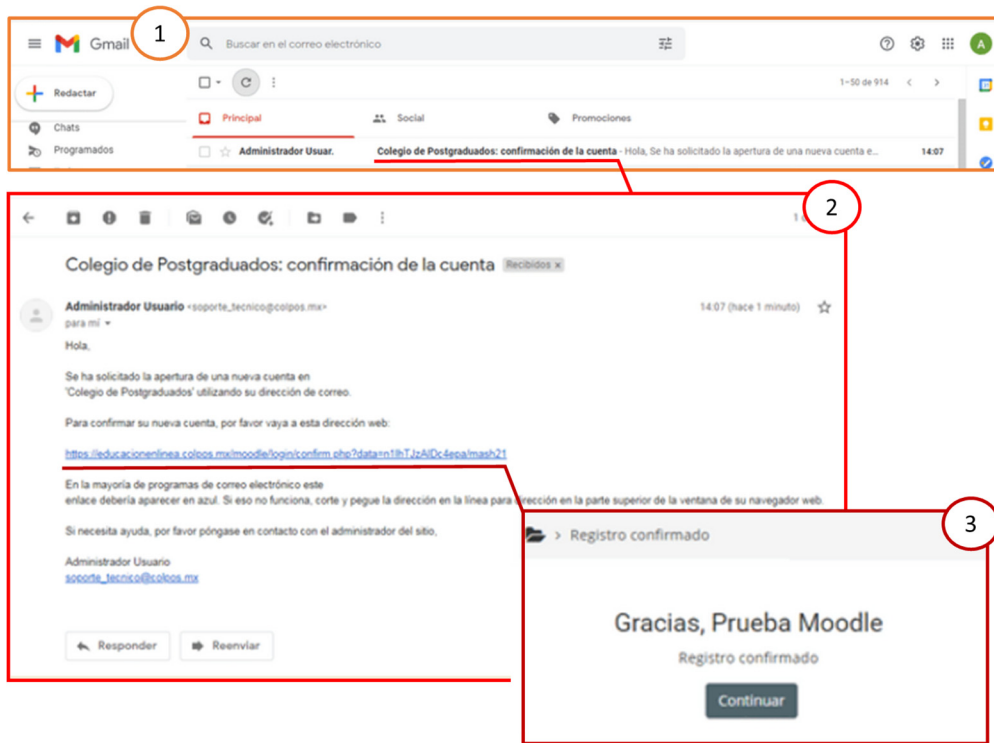 1
Gmail
Buscar en el correo electrónico
A
Redactar
1–50 de 914
Principal
Social
Promociones
Chats
Programados
Administrador Usuar.
Colegio de Postgraduados: confirmación de la cuenta - Hola, Se ha solicitado la apertura de una nueva cuenta e...
14:07
2
1
Colegio de Postgraduados: confirmación de la cuenta
Recibidos x
Administrador Usuario <soporte_tecnico@colpos.mx>
14:07 (hace 1 minuto)
para mí
Hola,
Se ha solicitado la apertura de una nueva cuenta en
'Colegio de Postgraduados' utilizando su dirección de correo.
Para confirmar su nueva cuenta, por favor vaya a esta dirección web:
https://educacionenlinea.colpos.mx/moodle/login/confirm.php?data=n1lhTJzAlDc4epa/mash21
En la mayoría de programas de correo electrónico este
enlace debería aparecer en azul. Si eso no funciona, corte y pegue la dirección en la línea para dirección en la parte superior de la ventana de su navegador web.
Si necesita ayuda, por favor póngase en contacto con el administrador del sitio,
Administrador Usuario
soporte_tecnico@colpos.mx
Responder
Reenviar
3
> Registro confirmado
Gracias, Prueba Moodle
Registro confirmado
Continuar